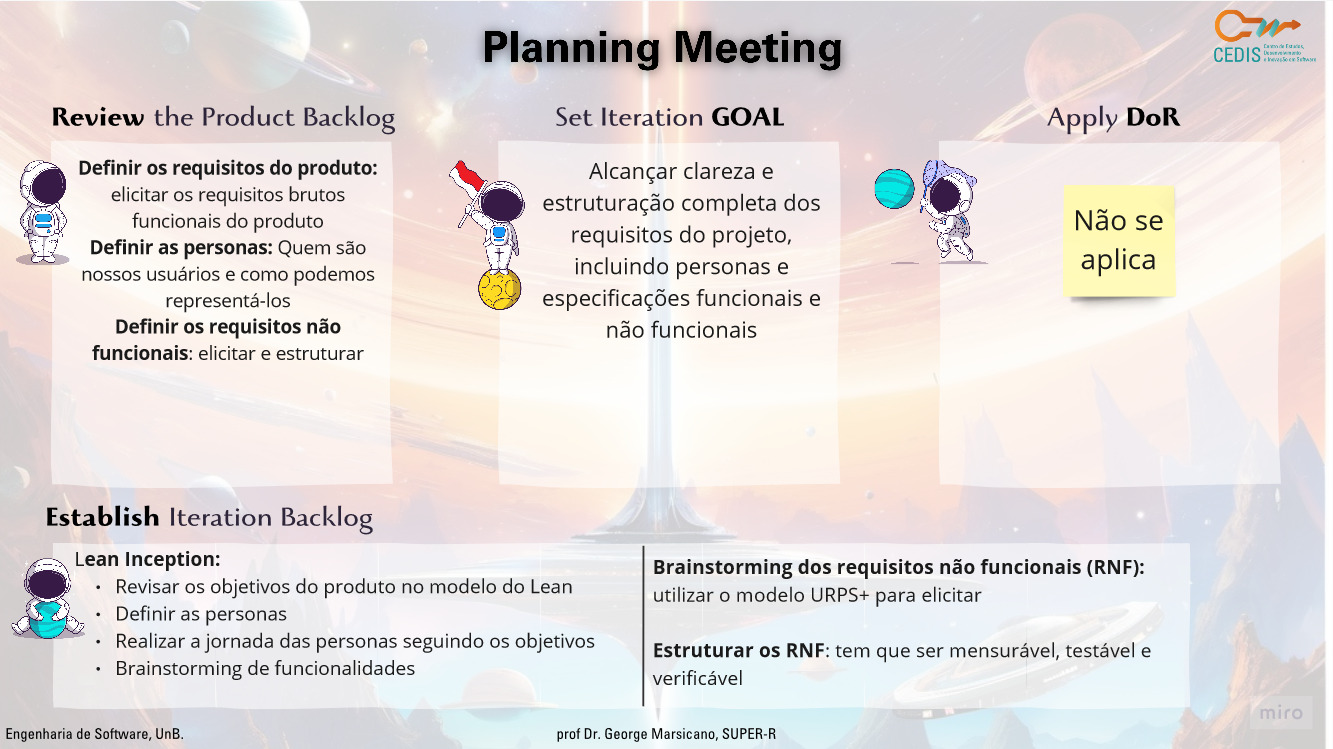 Planning Meeting
CEDIS
Centro de Estudos,
Desenvolvimento
e Inovação em Software
Review the Product Backlog
Definir os requisitos do produto:
elicitar os requisitos brutos
funcionais do produto
Definir as personas: Quem são
nossos usuários e como podemos
representá-los
Definir os requisitos não
funcionais: elicitar e estruturar
Set Iteration GOAL
Alcançar clareza e
estruturação completa dos
requisitos do projeto,
incluindo personas e
especificações funcionais e
não funcionais
Apply DoR
Não se
aplica
Establish Iteration Backlog
Lean Inception:
• Revisar os objetivos do produto no modelo do Lean
• Definir as personas
• Realizar a jornada das personas seguindo os objetivos
• Brainstorming de funcionalidades
Brainstorming dos requisitos não funcionais (RNF):
utilizar o modelo URPS+ para elicitar
Estruturar os RNF: tem que ser mensurável, testável e
verificável
miro
Engenharia de Software, UnB.
prof Dr. George Marsicano, SUPER-R